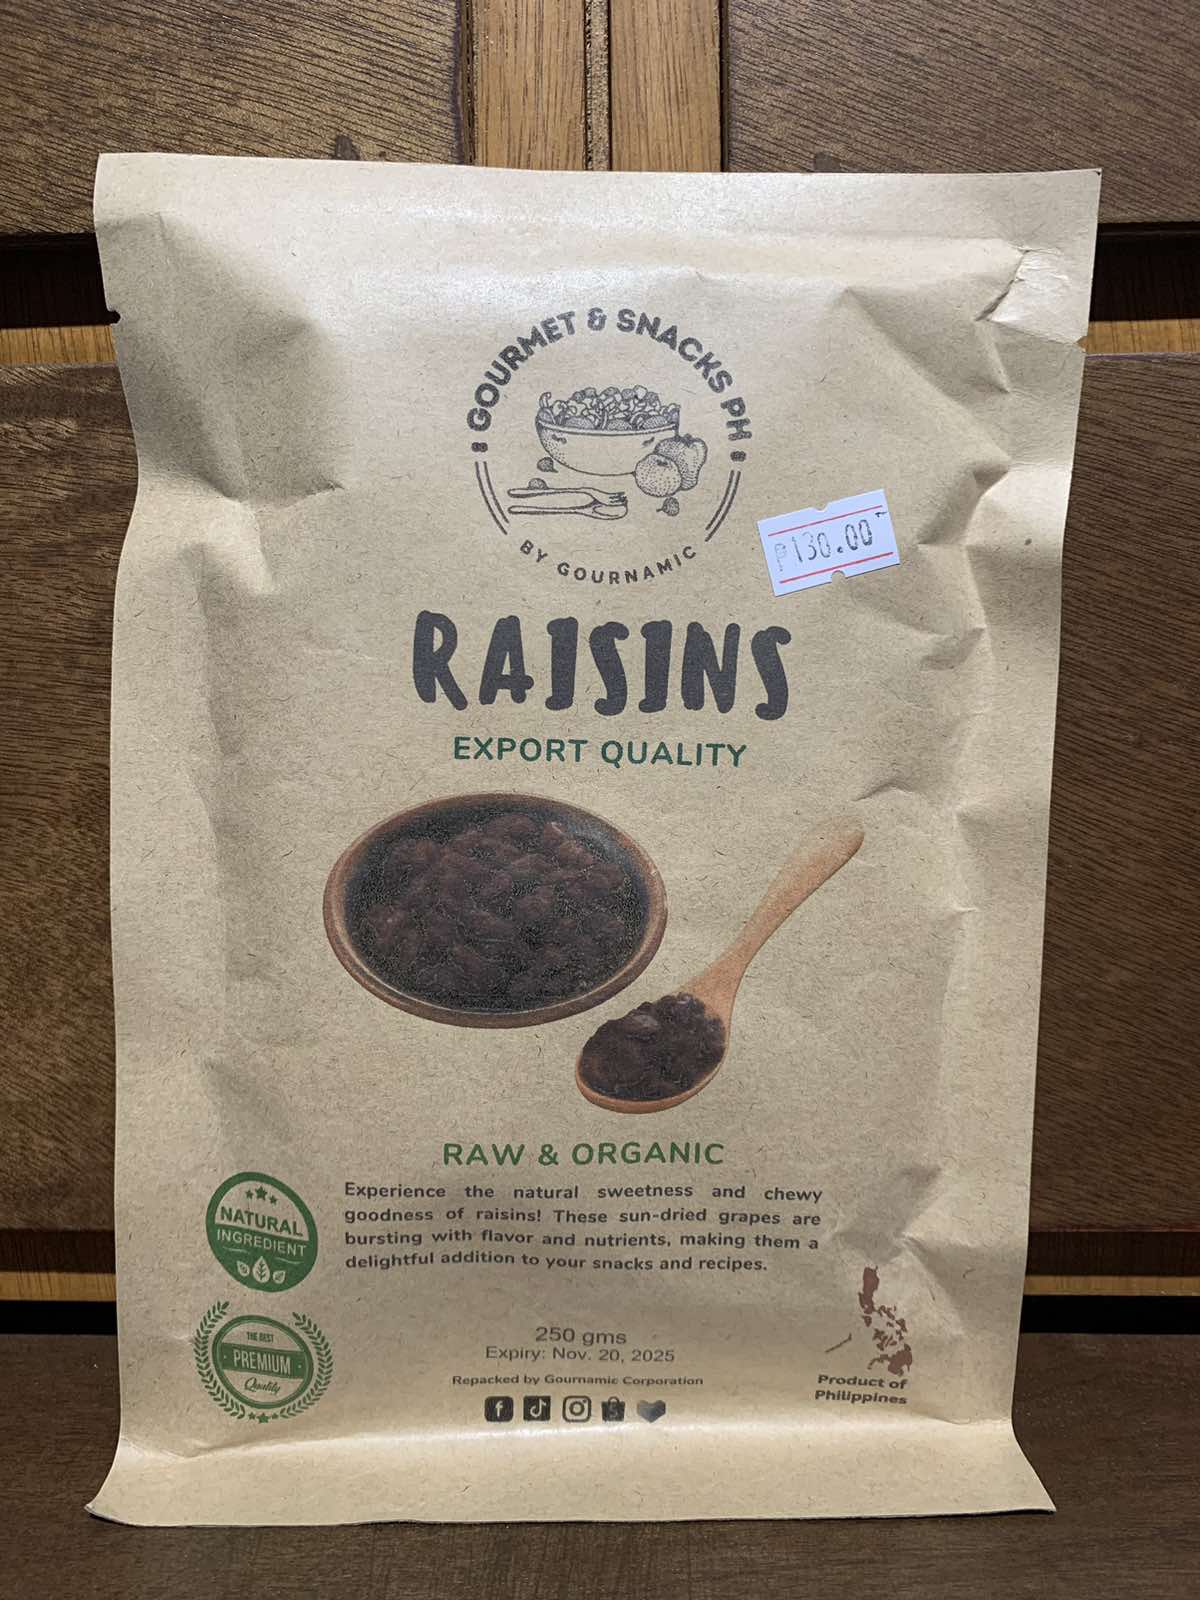 GOURMET & SNACKS PH
BY GOURNAMIC
₱130.00
RAISINS
EXPORT QUALITY
RAW & ORGANIC
Experience the natural sweetness and chewy
goodness of raisins! These sun-dried grapes are
bursting with flavor and nutrients, making them a
delightful addition to your snacks and recipes.
NATURAL
INGREDIENT
THE BEST
PREMIUM
Quality
250 gms
Expiry: Nov. 20, 2025
Repacked by Gournamic Corporation
Product of
Philippines